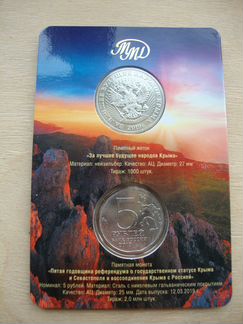 ММД
Памятный жетон
«За лучшее будущее народов Крыма»
Материал: нейзильбер. Качество: АЦ. Диаметр: 27 мм
Тираж: 1000 штук.
5
РУБЛЕЙ
Памятная монета
«Пятая годовщина референдума о государственном статусе Крыма
и Севастополя и воссоединения Крыма с Россией»
Номинал: 5 рублей. Материал: Сталь с никелевым гальваническим покрытием.
Качество: АЦ. Диаметр: 25 мм. Дата выпуска: 12.03.2019 г.
Тираж: 2,0 млн штук.